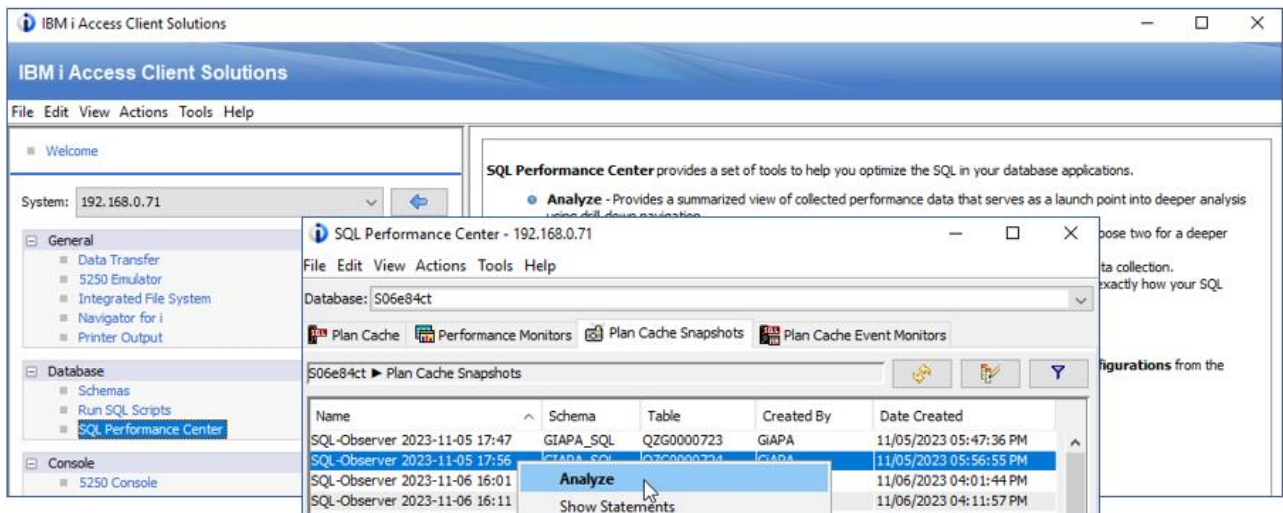 IBM i Access Client Solutions
IBM i Access Client Solutions
File Edit View Actions Tools Help
Welcome
System: 192.168.0.71
General
Data Transfer
5250 Emulator
Integrated File System
Navigator for i
Printer Output
Database
Schemas
Run SQL Scripts
SQL Performance Center
Console
5250 Console
SQL Performance Center provides a set of tools to help you optimize the SQL in your database applications.
Analyze - Provides a summarized view of collected performance data that serves as a launch point into deeper analysis
using drill down navigation
pose two for a deeper
ta collection.
exactly how your SQL
figurations from the
SQL Performance Center - 192.168.0.71
File Edit View Actions Tools Help
Database: S06e84ct
Plan Cache Performance Monitors Plan Cache Snapshots Plan Cache Event Monitors
S06e84ct ► Plan Cache Snapshots
Name Schema Table Created By Date Created
SQL-Observer 2023-11-05 17:47 GIAPA_SQL QZG0000723 GiAPA 11/05/2023 05:47:36 PM
SQL-Observer 2023-11-05 17:56 GIAPA_SQL QZG0000724 GiAPA 11/05/2023 05:56:55 PM
SQL-Observer 2023-11-06 16:01 11/06/2023 04:01:44 PM
SQL-Observer 2023-11-06 16:11 11/06/2023 04:11:57 PM
Analyze
Show Statements